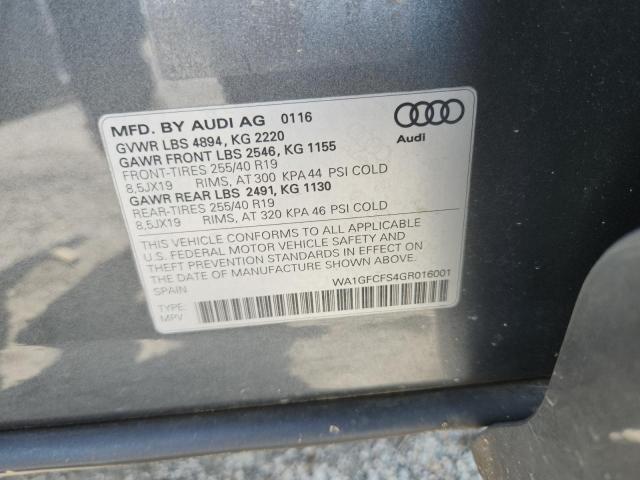 MFD. BY AUDI AG 0116
GVWR LBS 4894, KG 2220
GAWR FRONT LBS 2546, KG 1155
FRONT-TIRES 255/40 R19
8,5JX19 RIMS, AT 300 KPA 44 PSI COLD
GAWR REAR LBS 2491, KG 1130
REAR-TIRES 255/40 R19
8,5JX19 RIMS, AT 320 KPA 46 PSI COLD
Audi
THIS VEHICLE CONFORMS TO ALL APPLICABLE
U.S. FEDERAL MOTOR VEHICLE SAFETY AND
THEFT PREVENTION STANDARDS IN EFFECT ON THE
DATE OF MANUFACTURE SHOWN ABOVE.
SPAIN
WA1GFCFS4GR016001
TYPE:
MPV